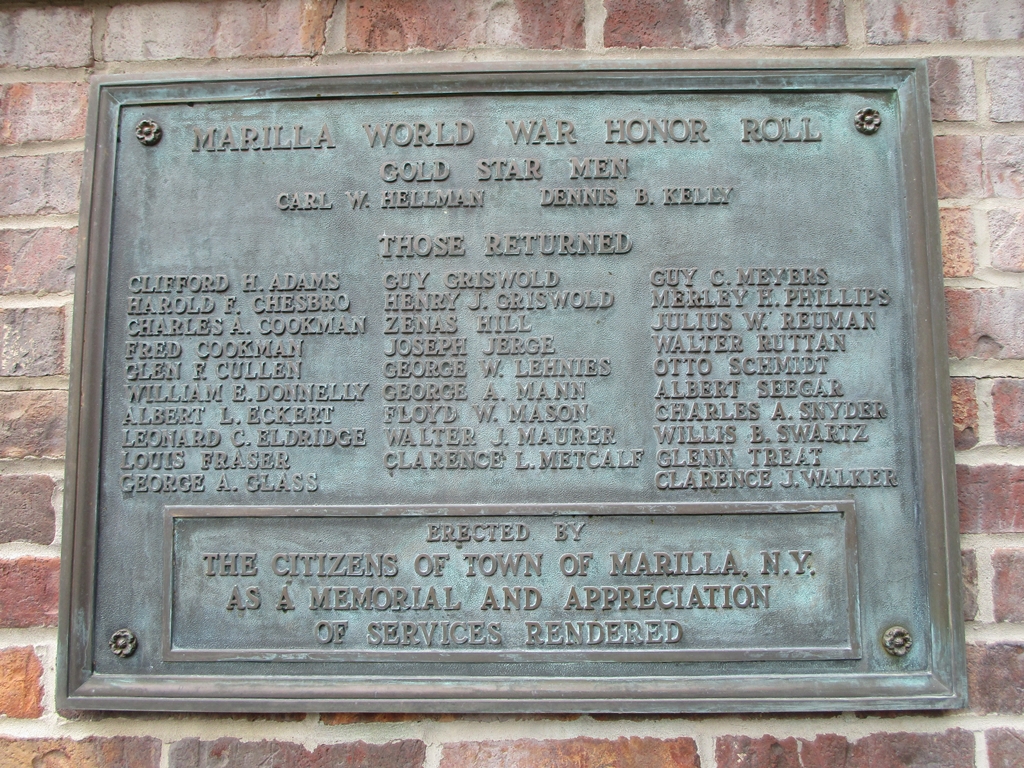 MARILLA WORLD WAR HONOR ROLL
GOLD STAR MEN
CARL W. HELLMAN DENNIS B. KELLY
THOSE RETURNED
CLIFFORD H. ADAMS
HAROLD F. CHESBRO
CHARLES A. COOKMAN
FRED COOKMAN
GLEN F. CULLEN
WILLIAM E. DONNELLY
ALBERT L. ECKERT
LEONARD C. ELDRIDGE
LOUIS FRASER
GEORGE A. GLASS
GUY GRISWOLD
HENRY J. GRISWOLD
ZENAS HILL
JOSEPH JERGE
GEORGE W. LEHNIES
GEORGE A. MANN
FLOYD W. MASON
WALTER J. MAURER
CLARENCE L. METCALF
GUY C. MEYERS
MERLEY H. PHILLIPS
JULIUS W. REUMAN
WALTER RUTTAN
OTTO SCHMIDT
ALBERT SEEGAR
CHARLES A. SNYDER
WILLIS B. SWARTZ
GLENN TREAT
CLARENCE J. WALKER
ERECTED BY
THE CITIZENS OF TOWN OF MARILLA, N.Y.
AS A MEMORIAL AND APPRECIATION
OF SERVICES RENDERED